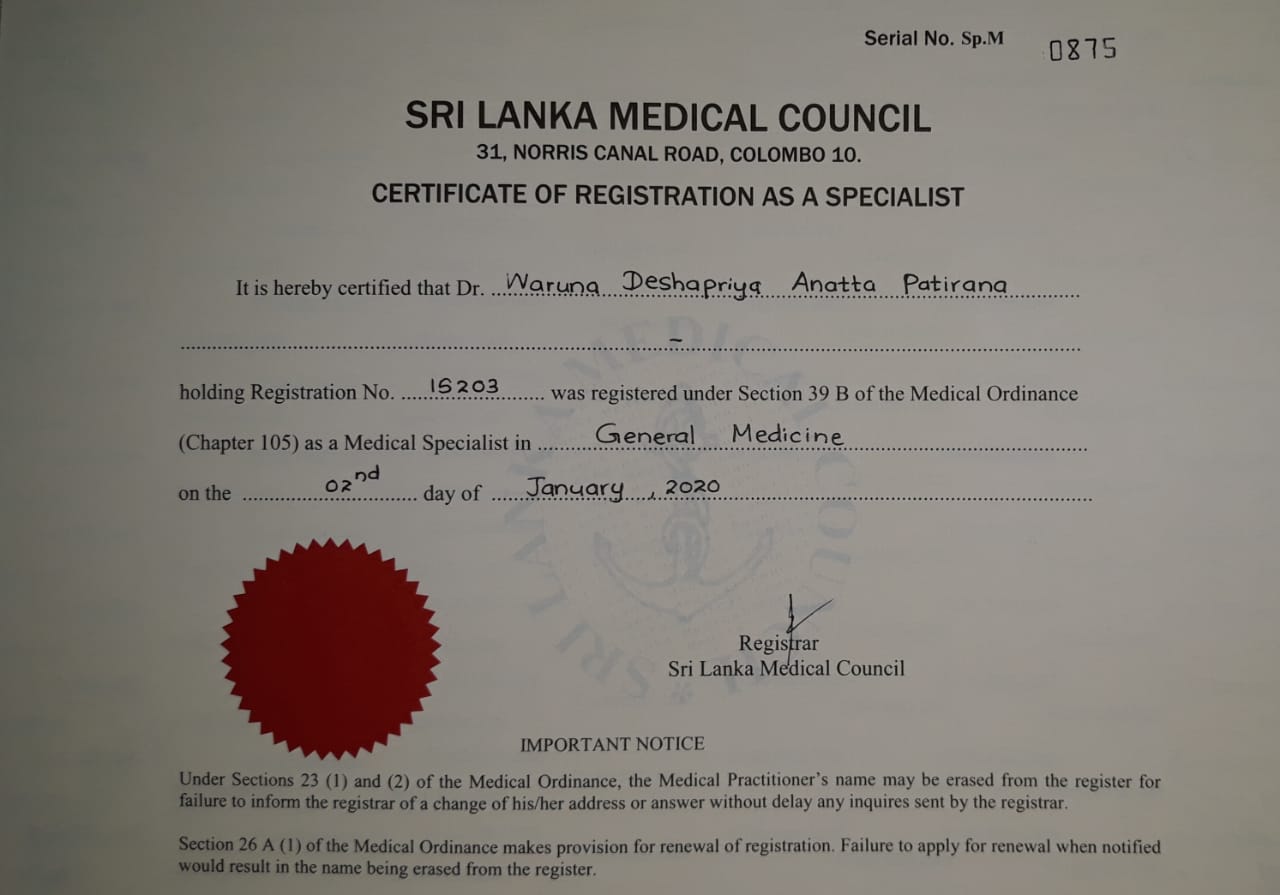 Serial No. Sp.M 0875
SRI LANKA MEDICAL COUNCIL
31, NORRIS CANAL ROAD, COLOMBO 10.
CERTIFICATE OF REGISTRATION AS A SPECIALIST
It is hereby certified that Dr. Waruna Deshapriya Anatta Patirana
–
holding Registration No. 15203 was registered under Section 39 B of the Medical Ordinance
(Chapter 105) as a Medical Specialist in General Medicine
on the 02nd day of January, 2020
SRI LANKA MEDICAL COUNCIL
Registrar
Sri Lanka Medical Council
IMPORTANT NOTICE
Under Sections 23 (1) and (2) of the Medical Ordinance, the Medical Practitioner's name may be erased from the register for
failure to inform the registrar of a change of his/her address or answer without delay any inquires sent by the registrar.
Section 26 A (1) of the Medical Ordinance makes provision for renewal of registration. Failure to apply for renewal when notified
would result in the name being erased from the register.